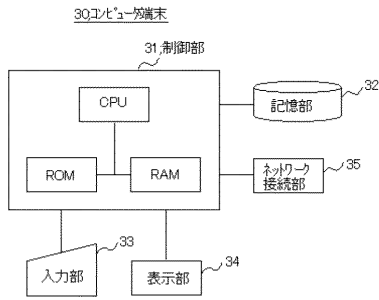 30,コンピュータ端末
31,制御部
CPU
ROM
RAM
記憶部
32
ネットワーク
接続部
35
33
入力部
表示部
34